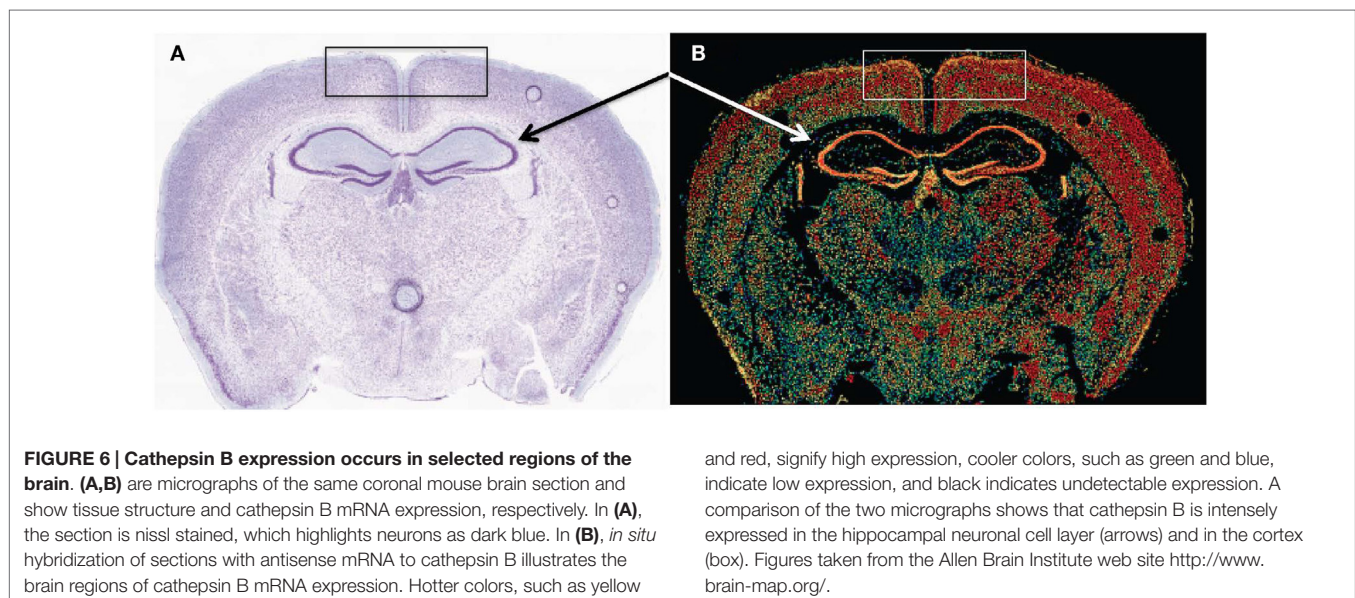 A
B
FIGURE 6 | Cathepsin B expression occurs in selected regions of the
brain. (A,B) are micrographs of the same coronal mouse brain section and
show tissue structure and cathepsin B mRNA expression, respectively. In (A),
the section is nissl stained, which highlights neurons as dark blue. In (B), in situ
hybridization of sections with antisense mRNA to cathepsin B illustrates the
brain regions of cathepsin B mRNA expression. Hotter colors, such as yellow
and red, signify high expression, cooler colors, such as green and blue,
indicate low expression, and black indicates undetectable expression. A
comparison of the two micrographs shows that cathepsin B is intensely
expressed in the hippocampal neuronal cell layer (arrows) and in the cortex
(box). Figures taken from the Allen Brain Institute web site http://www.
brain-map.org/.